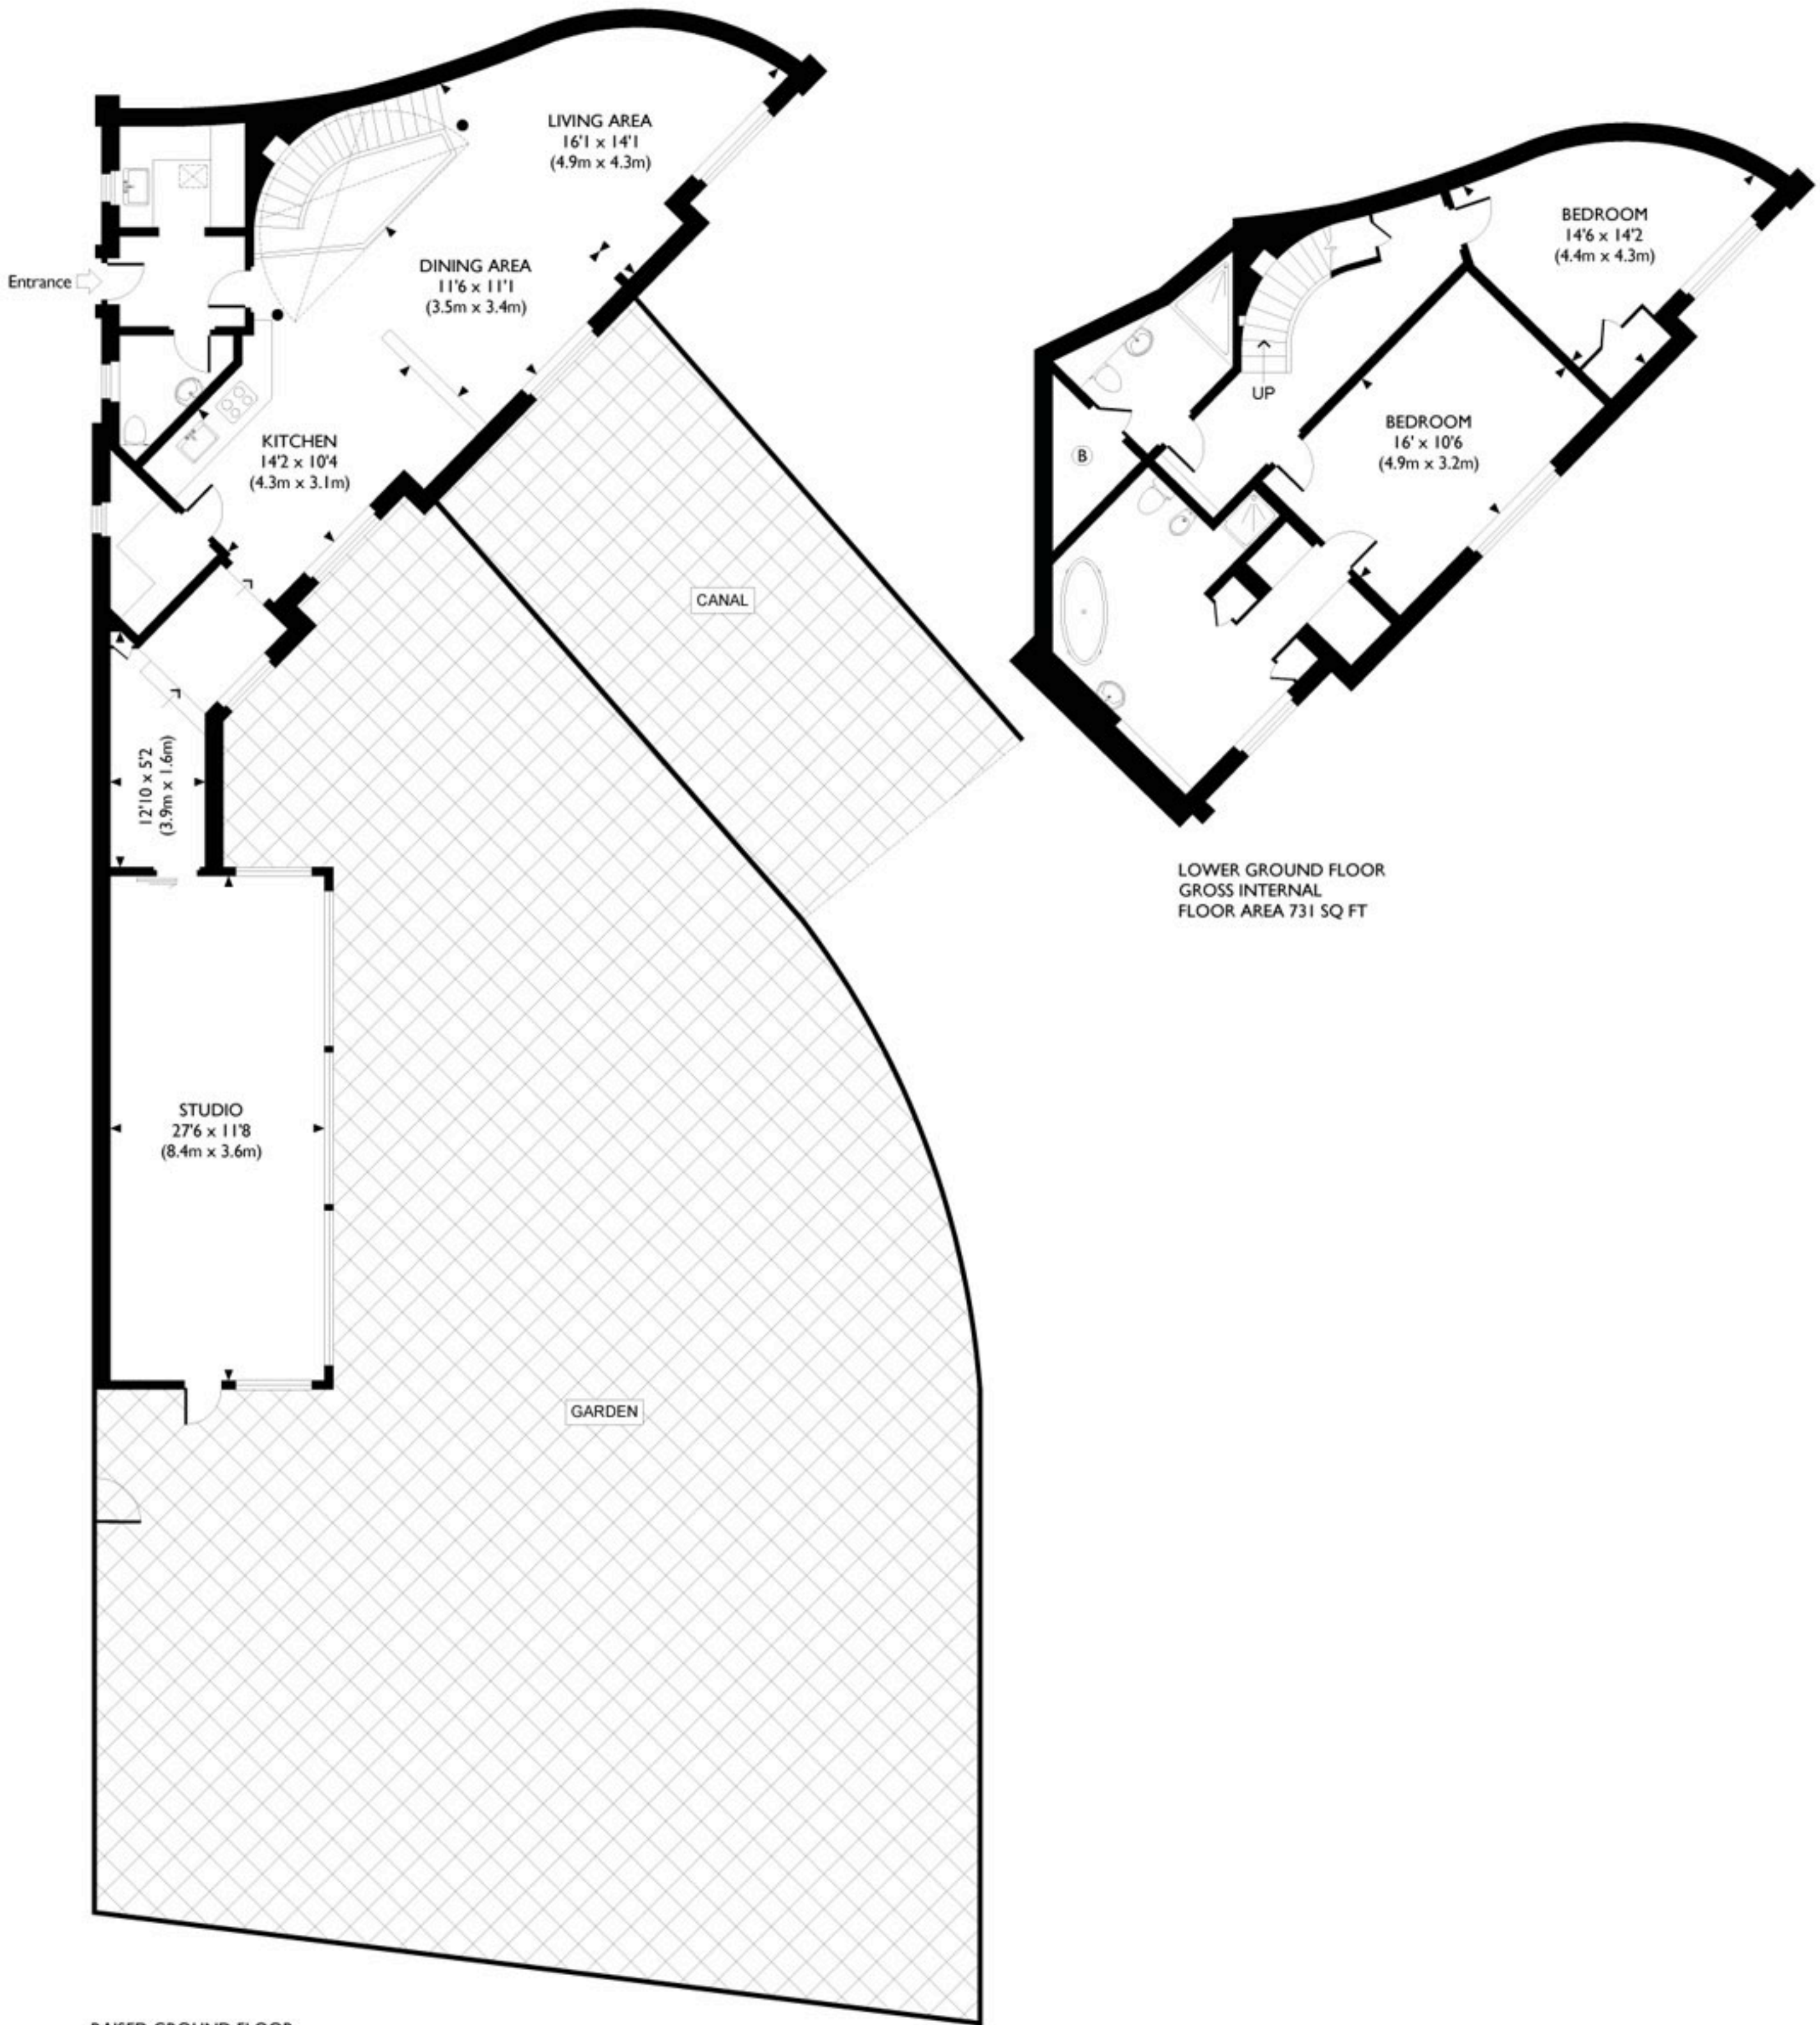 LIVING AREA
16'1 x 14'1
(4.9m x 4.3m)
Entrance
DINING AREA
11'6 x 11'1
(3.5m x 3.4m)
KITCHEN
14'2 x 10'4
(4.3m x 3.1m)
CANAL
12'10 x 5'2
(3.9m x 1.6m)
STUDIO
27'6 x 11'8
(8.4m x 3.6m)
GARDEN
RAISED GROUND FLOOR
BEDROOM
14'6 x 14'2
(4.4m x 4.3m)
UP
BEDROOM
16' x 10'6
(4.9m x 3.2m)
B
LOWER GROUND FLOOR
GROSS INTERNAL
FLOOR AREA 731 SQ FT